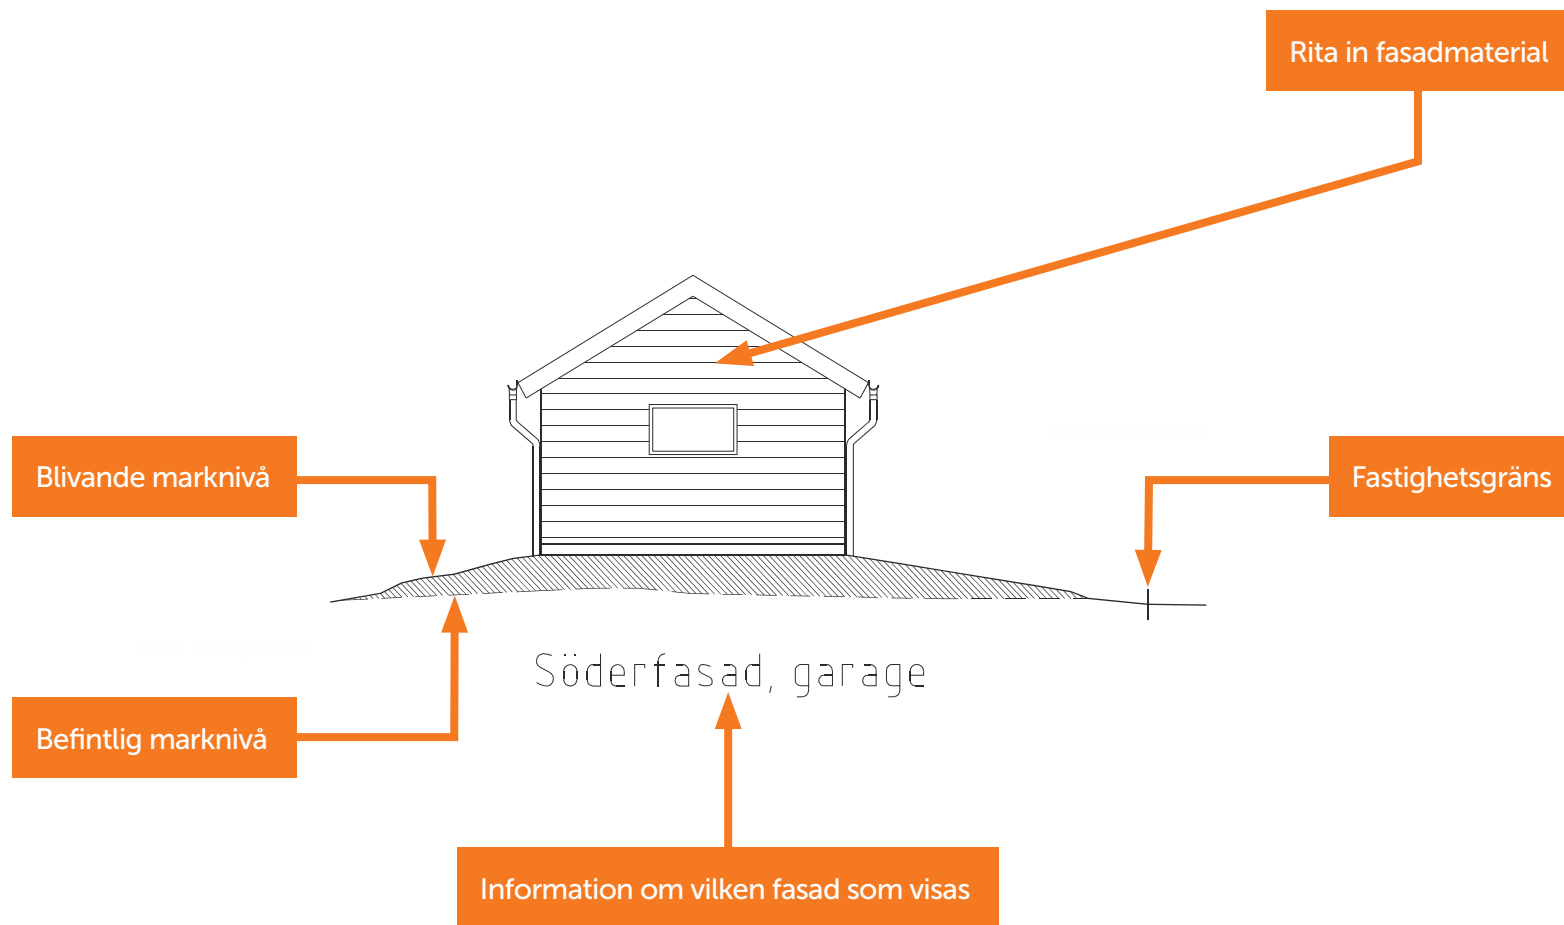 Rita in fasadmaterial
Blivande marknivå
Fastighetsgräns
Söderfasad, garage
Befintlig marknivå
Information om vilken fasad som visas